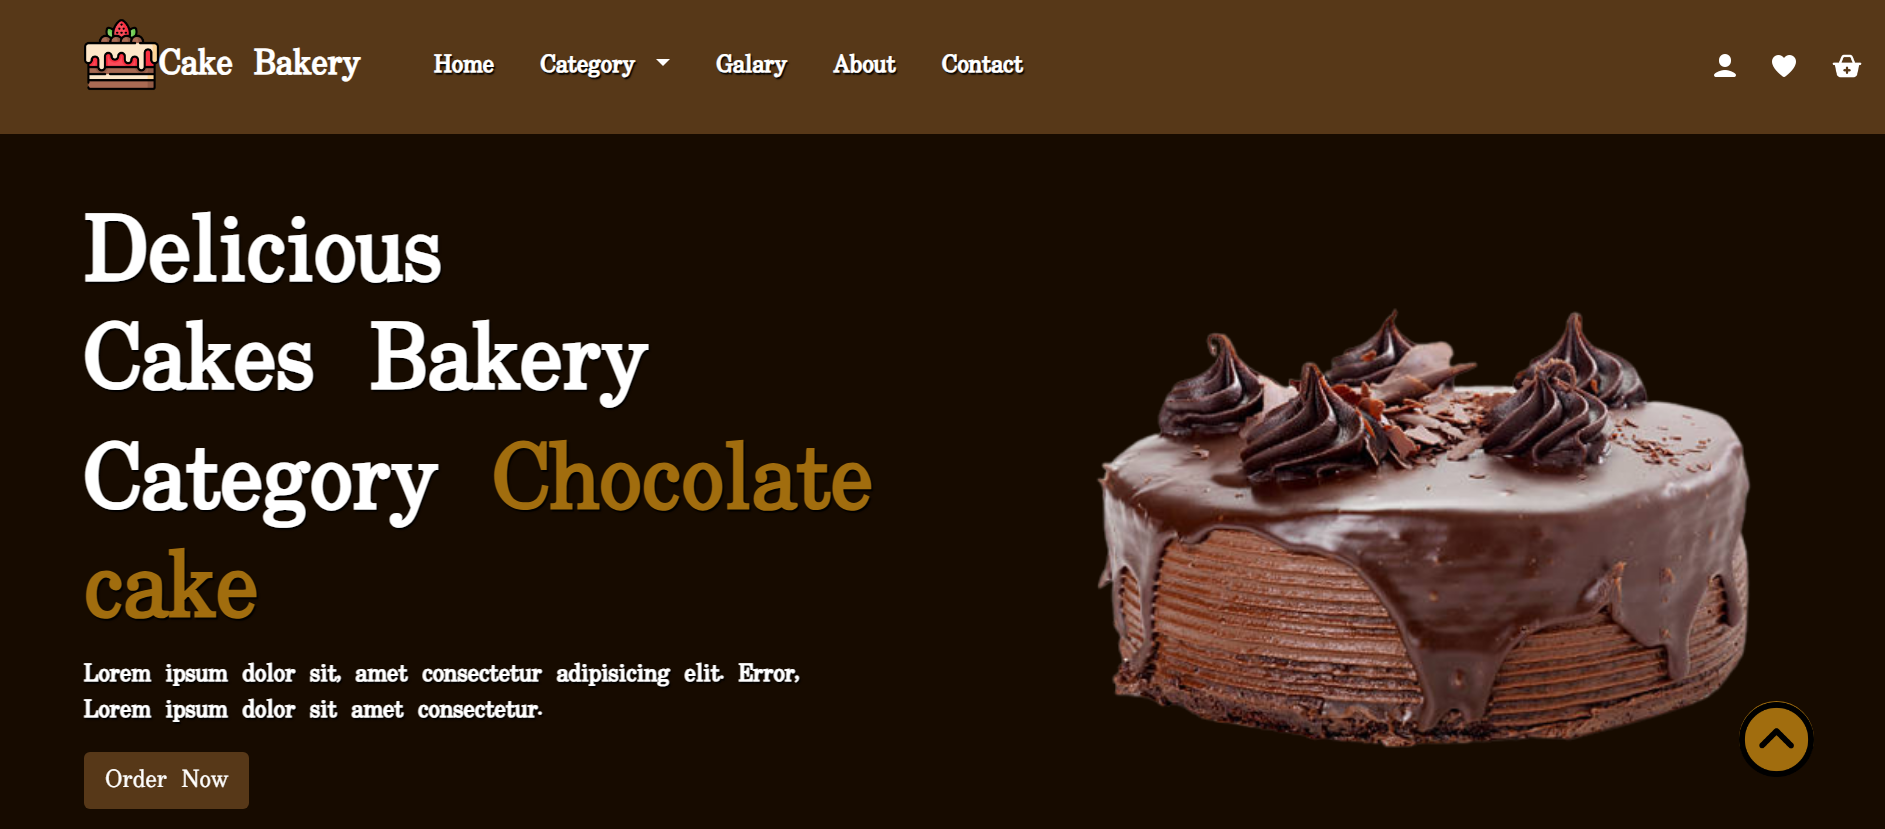 Cake Bakery
Home Category Galary About Contact
Delicious
Cakes Bakery
Category Chocolate
cake
Lorem ipsum dolor sit, amet consectetur adipisicing elit. Error,
Lorem ipsum dolor sit amet consectetur.
Order Now